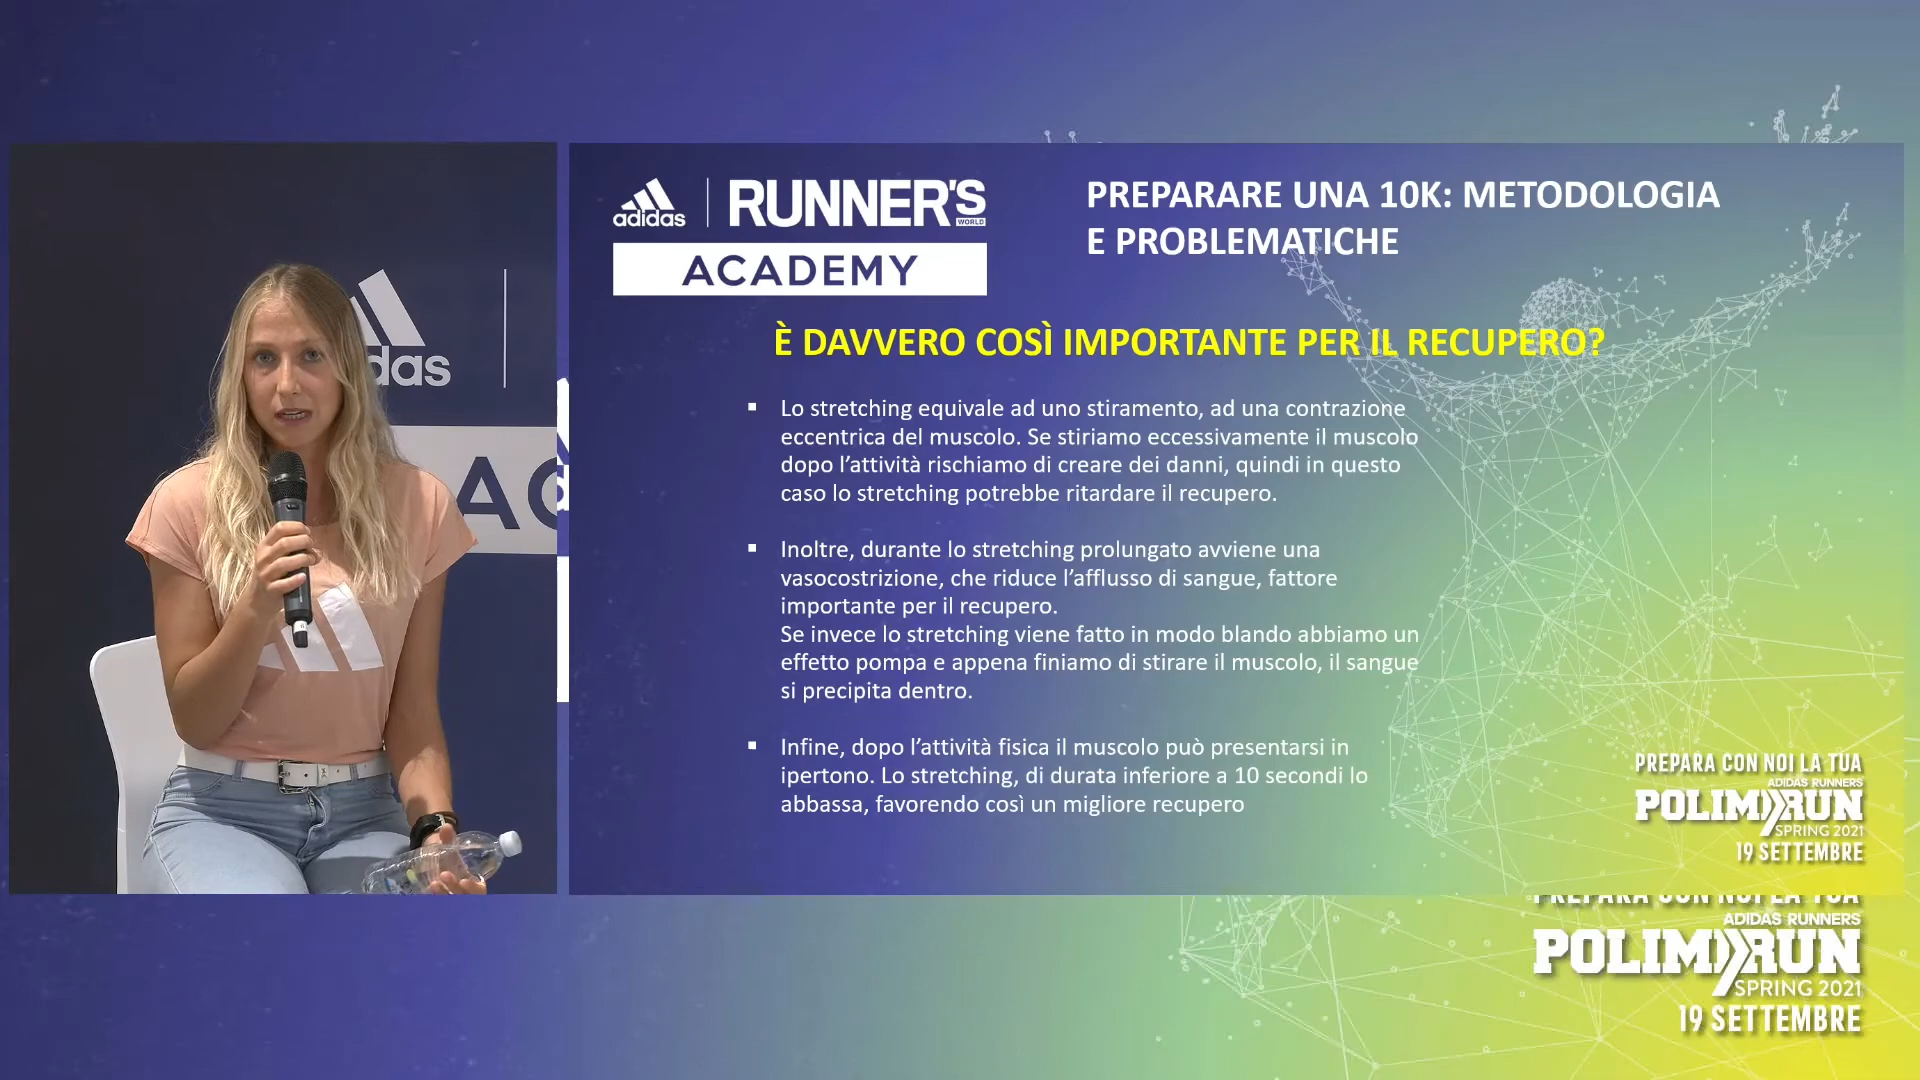 adidas
AC
adidas
RUNNER'S
WORLD
ACADEMY
PREPARARE UNA 10K: METODOLOGIA
E PROBLEMATICHE
È DAVVERO COSÌ IMPORTANTE PER IL RECUPERO?
Lo stretching equivale ad uno stiramento, ad una contrazione
eccentrica del muscolo. Se stiriamo eccessivamente il muscolo
dopo l’attività rischiamo di creare dei danni, quindi in questo
caso lo stretching potrebbe ritardare il recupero.
Inoltre, durante lo stretching prolungato avviene una
vasocostrizione, che riduce l’afflusso di sangue, fattore
importante per il recupero.
Se invece lo stretching viene fatto in modo blando abbiamo un
effetto pompa e appena finiamo di stirare il muscolo, il sangue
si precipita dentro.
Infine, dopo l’attività fisica il muscolo può presentarsi in
ipertono. Lo stretching, di durata inferiore a 10 secondi lo
abbassa, favorendo così un migliore recupero
PREPARA CON NOI LA TUA
ADIDAS RUNNERS
POLIMIRUN
SPRING 2021
19 SETTEMBRE
PREPARA CON NOI LA TUA
ADIDAS RUNNERS
POLIMIRUN
SPRING 2021
19 SETTEMBRE